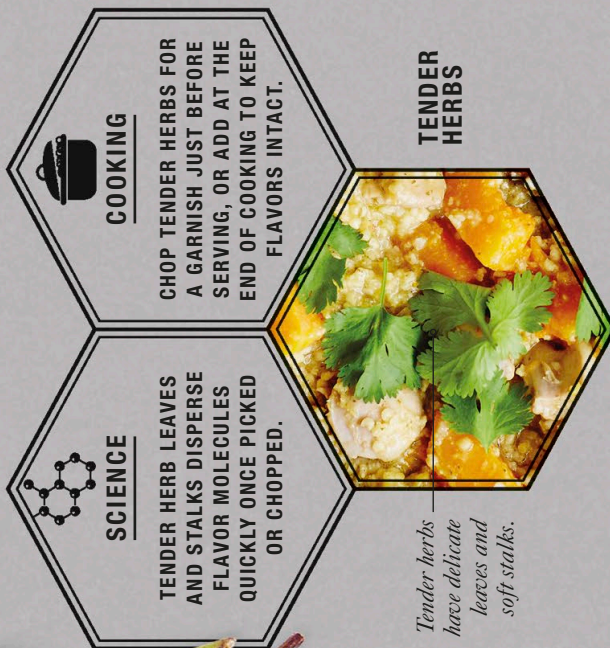 SCIENCE
TENDER HERB LEAVES
AND STALKS DISPERSE
FLAVOR MOLECULES
QUICKLY ONCE PICKED
OR CHOPPED.
COOKING
CHOP TENDER HERBS FOR
A GARNISH JUST BEFORE
SERVING, OR ADD AT THE
END OF COOKING TO KEEP
FLAVORS INTACT.
TENDER
HERBS
Tender herbs
have delicate
leaves and
soft stalks.